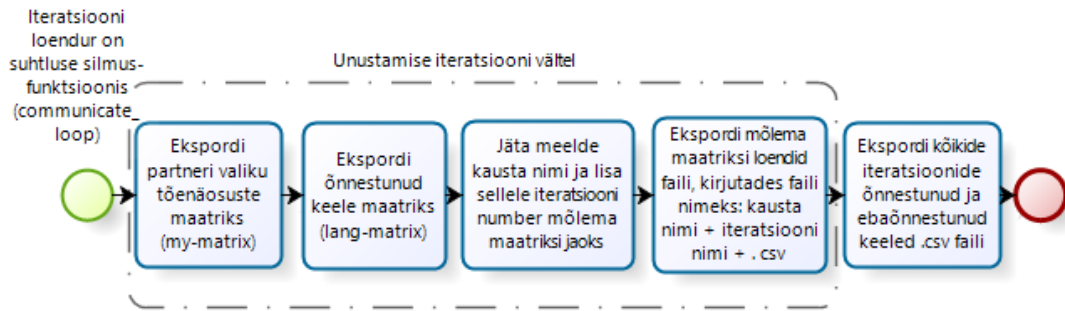 Iteratsiooni
loendur on
suhtluse silmus-
funktsioonis
(communicate_
loop)
Unustamise iteratsiooni vältel
Ekspordi
partneri valiku
tõenäosuste
maatriks
(my-matrix)
Ekspordi
õnnestunud
keele maatriks
(lang-matrix)
Jäta meelde
kausta nimi ja lisa
sellele iteratsiooni
number mõlema
maatriksi jaoks
Ekspordi mõlema
maatriksi loendid
faili, kirjutades faili
nimeks: kausta
nimi + iteratsiooni
nimi + . csv
Ekspordi kõikide
iteratsioonide
õnnestunud ja
ebaõnnestunud
keeled .csv faili